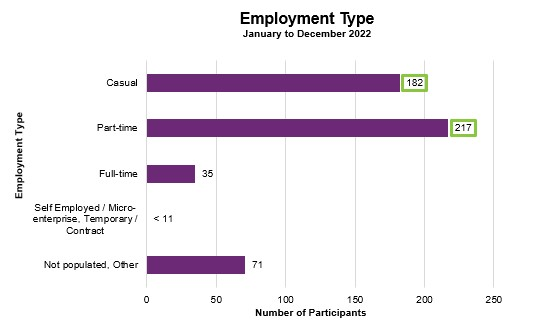 Employment Type
January to December 2022
Employment Type
Casual
182
Part-time
217
Full-time
35
Self Employed / Micro-
enterprise, Temporary /
Contract
< 11
Not populated, Other
71
0 50 100 150 200 250
Number of Participants